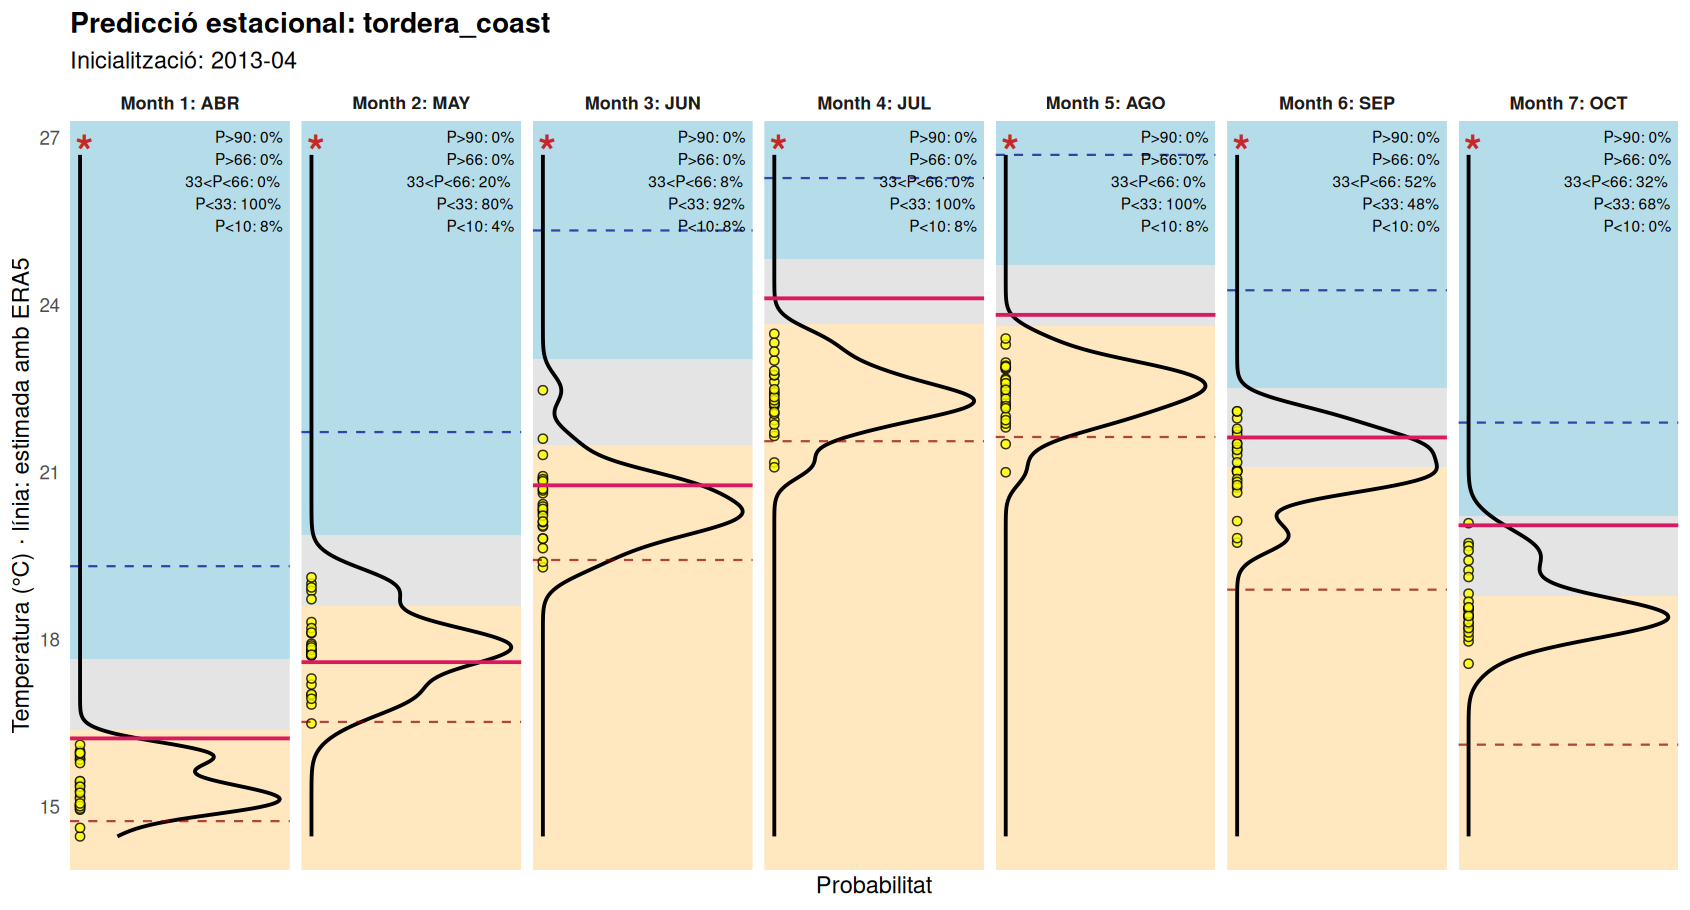 Predicció estacional: tordera_coast
Inicialització: 2013-04
Month 1: ABR
Month 2: MAY
Month 3: JUN
Month 4: JUL
Month 5: AGO
Month 6: SEP
Month 7: OCT
Temperatura (°C) · línia: estimada amb ERA5
27
24
21
18
15
*
P>90: 0%
P>66: 0%
33<P<66: 0%
P<33: 100%
P<10: 8%
*
P>90: 0%
P>66: 0%
33<P<66: 20%
P<33: 80%
P<10: 4%
*
P>90: 0%
P>66: 0%
33<P<66: 8%
P<33: 92%
P<10: 8%
*
P>90: 0%
P>66: 0%
33<P<66: 0%
P<33: 100%
P<10: 8%
*
P>90: 0%
P>66: 0%
33<P<66: 0%
P<33: 100%
P<10: 8%
*
P>90: 0%
P>66: 0%
33<P<66: 52%
P<33: 48%
P<10: 0%
*
P>90: 0%
P>66: 0%
33<P<66: 32%
P<33: 68%
P<10: 0%
Probabilitat